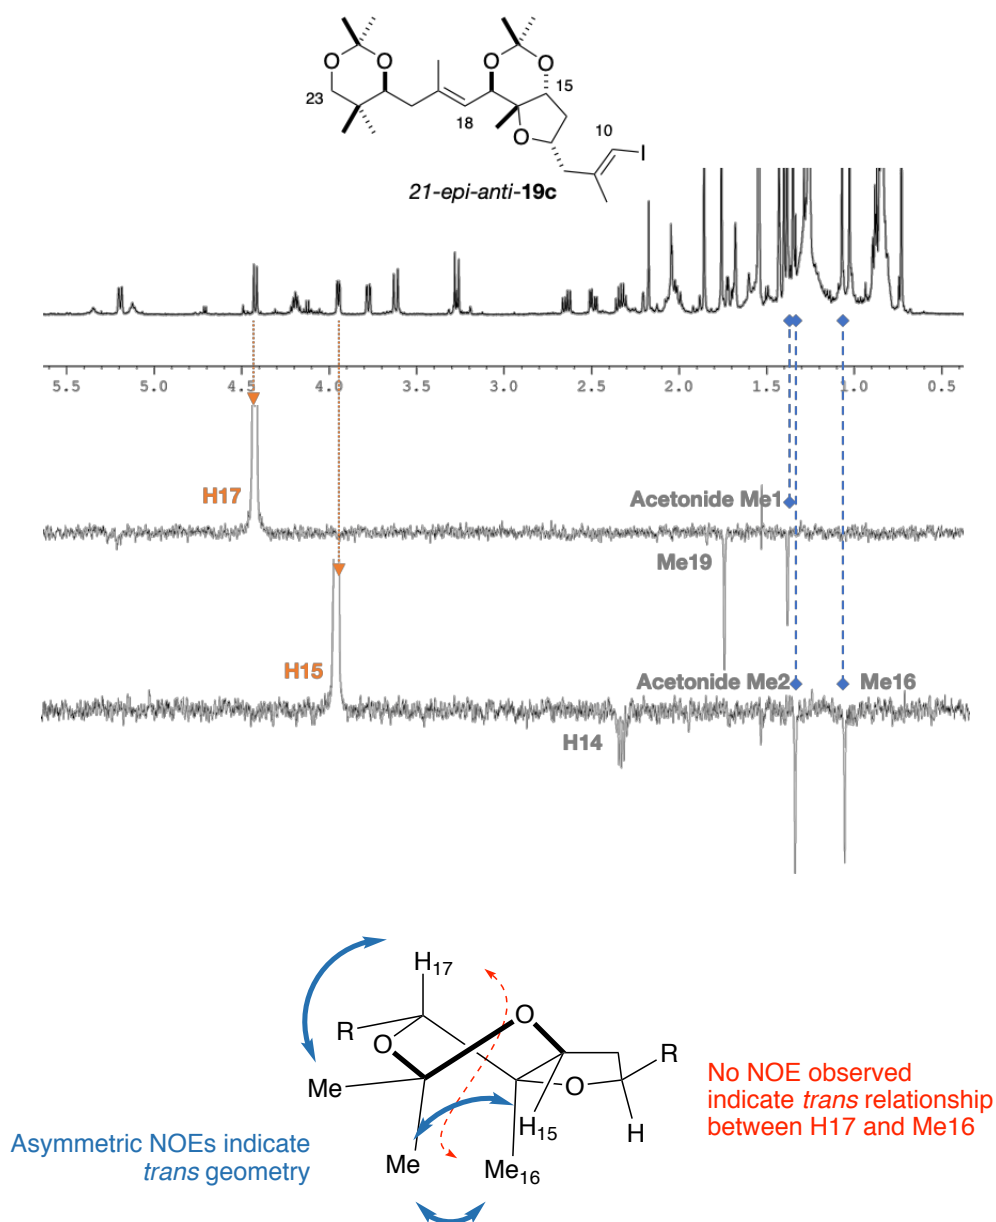 O O
23
18
O O
15
O
10
I
21-epi-anti-19c
5.5 5.0 4.5 4.0 3.5 3.0 2.5 2.0 1.5 1.0 0.5
H17
Acetonide Me1
Me19
H15
Acetonide Me2
Me16
H14
H17
R
O
O
Me
O
R
H15
H
Me
Me16
No NOE observed
indicate trans relationship
between H17 and Me16
Asymmetric NOEs indicate
trans geometry